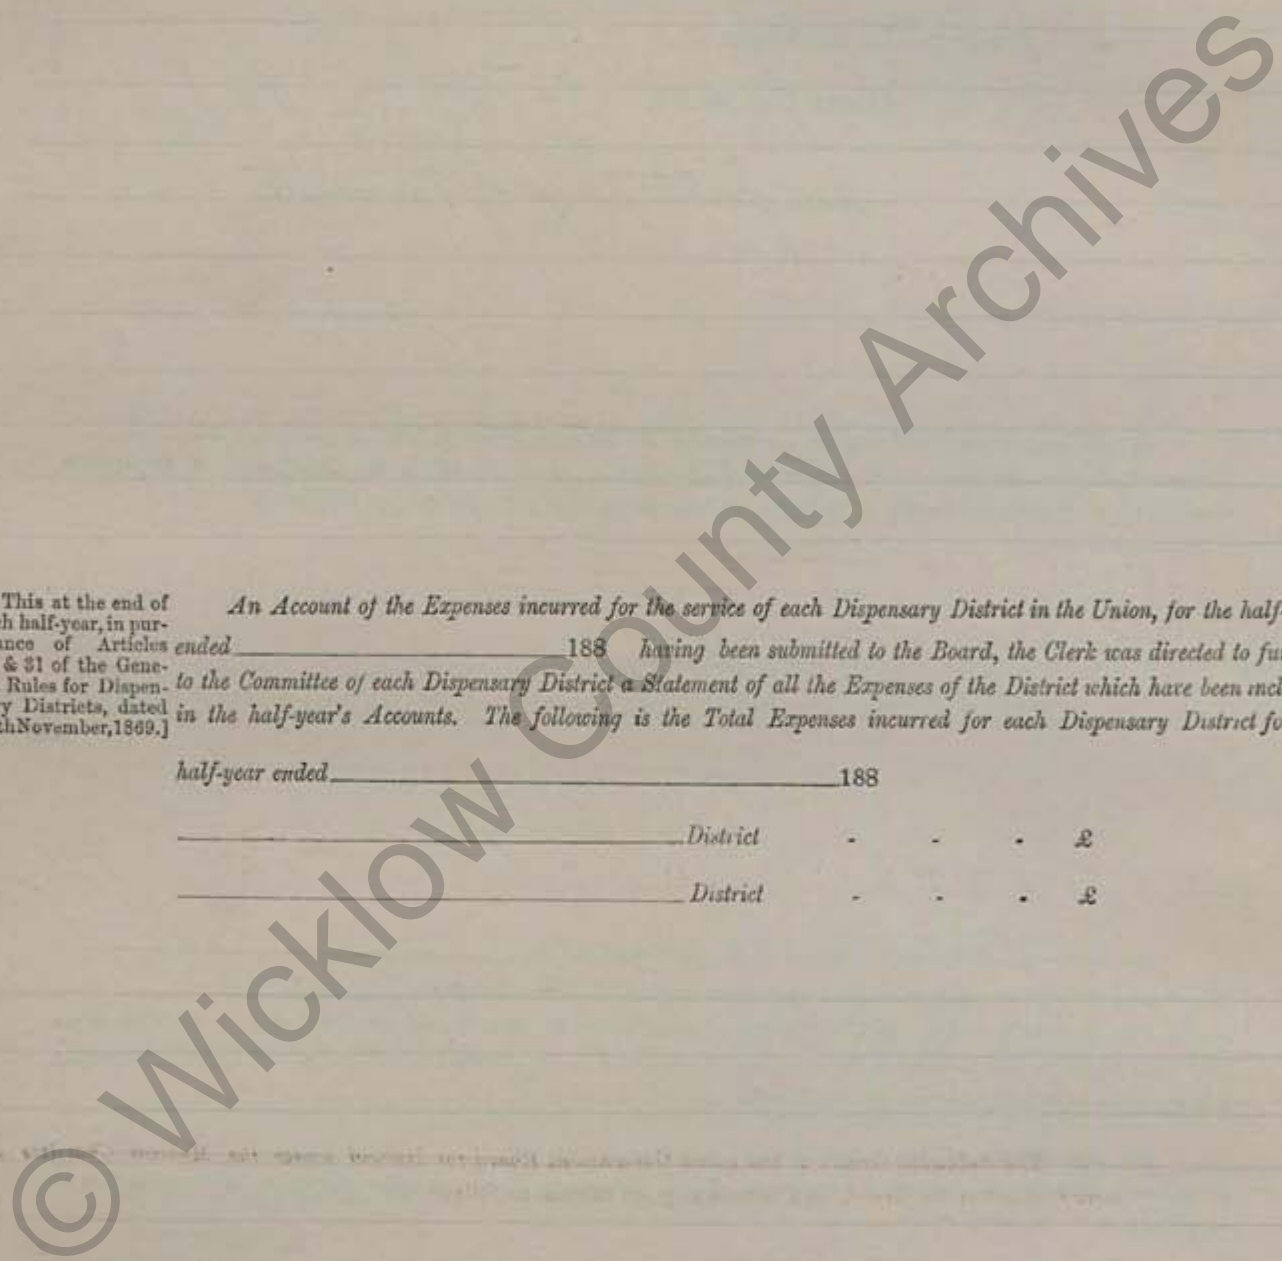 This at the end of
h half-year, in pur-
ance of Articles
& 31 of the Gene-
Rules for Dispen-
y Districts, dated
th November, 1869.]
An Account of the Expenses incurred for the service of each Dispensary District in the Union, for the half-
ended 188 having been submitted to the Board, the Clerk was directed to fu
to the Committee of each Dispensary District a Statement of all the Expenses of the District which have been incl
in the half-year's Accounts. The following is the Total Expenses incurred for each Dispensary District fo
half-year ended 188
District - - - £
District - - - £
© Wicklow County Archives